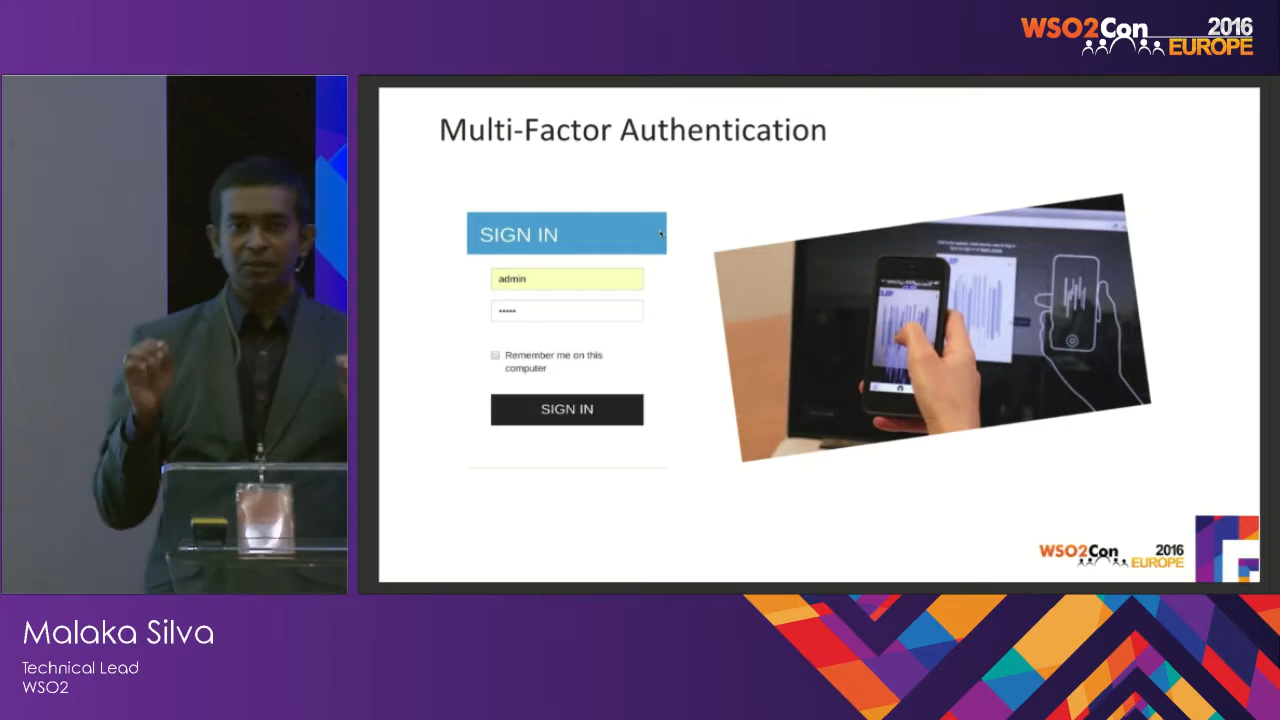 WSO2Con 2016
EUROPE
Multi-Factor Authentication
SIGN IN
admin
•••••
Remember me on this
computer
SIGN IN
WSO2Con 2016
EUROPE
Malaka Silva
Technical Lead
WSO2